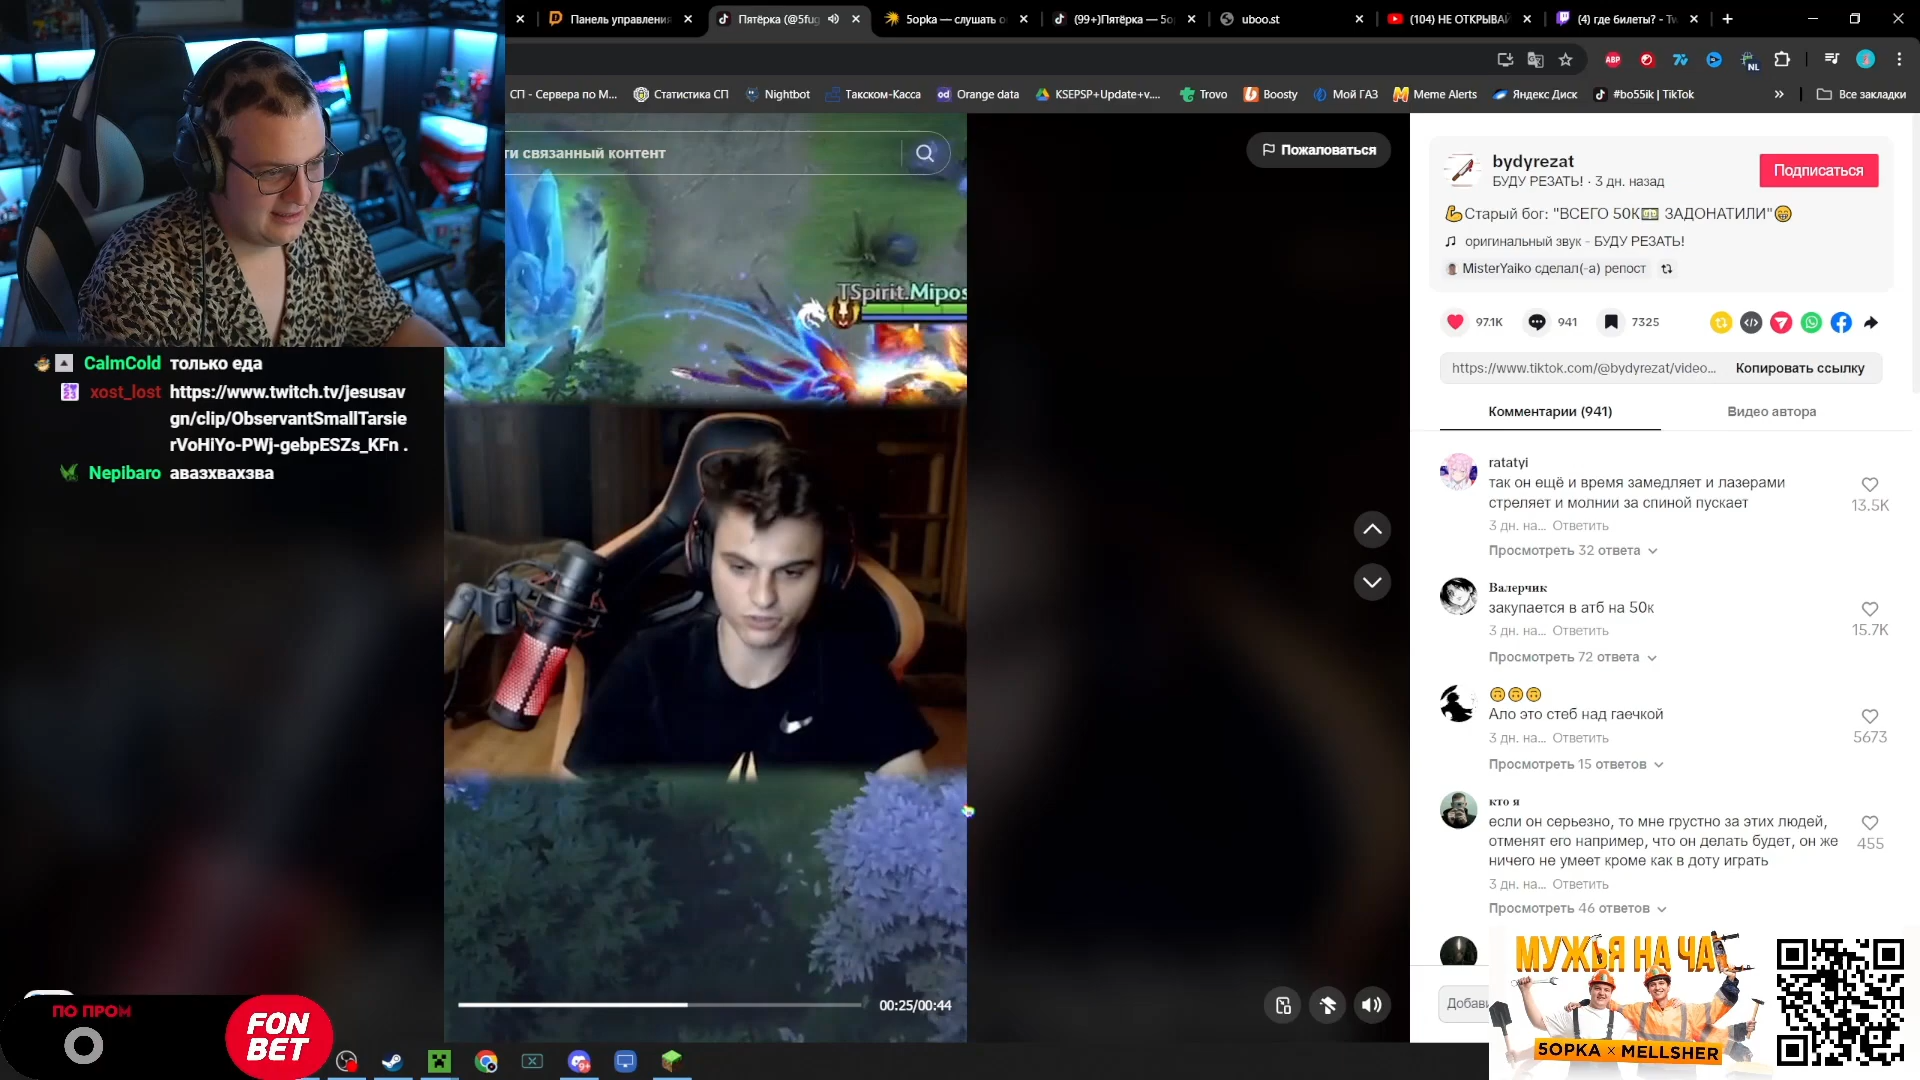 Панель управления
Пятёрка (@5fug
5opka — слушать о
(99+)Пятёрка — 5o
uboo.st
(104) НЕ ОТКРЫВАЙ
(4) где билеты? - Tw
ABP
NL
СП - Сервера по М...
Статистика СП
Nightbot
Такском-Касса
Orange data
KSEPSP+Update+v....
Trovo
Boosty
Мой ГАЗ
Meme Alerts
Яндекс Диск
#bo55ik | TikTok
Все закладки
ти связанный контент
Пожаловаться
bydyrezat
БУДУ РЕЗАТЬ! · 3 дн. назад
Подписаться
💪Старый бог: "ВСЕГО 50К💵 ЗАДОНАТИЛИ"😁
оригинальный звук - БУДУ РЕЗАТЬ!
MisterYaiko сделал(-а) репост
97.1K
941
7325
https://www.tiktok.com/@bydyrezat/video...
Копировать ссылку
Комментарии (941)
Видео автора
ratatyi
так он ещё и время замедляет и лазерами
стреляет и молнии за спиной пускает
13.5K
3 дн. на... Ответить
Просмотреть 32 ответа
Валерчик
закупается в атб на 50к
15.7K
3 дн. на... Ответить
Просмотреть 72 ответа
🙃🙃🙃
Ало это стеб над гаечкой
5673
3 дн. на... Ответить
Просмотреть 15 ответов
кто я
если он серьезно, то мне грустно за этих людей,
отменят его например, что он делать будет, он же
ничего не умеет кроме как в доту играть
455
3 дн. на... Ответить
Просмотреть 46 ответов
CalmCold только еда
xost_lost https://www.twitch.tv/jesusav
gn/clip/ObservantSmallTarsie
rVoHiYo-PWj-gebpESZs_KFn .
Nepibaro авазхвахзва
TSpirit.Mipos
00:25/00:44
ПО ПРОМ
FON
BET
МУЖЬЯ НА ЧА
5OPKA × MELLSHER